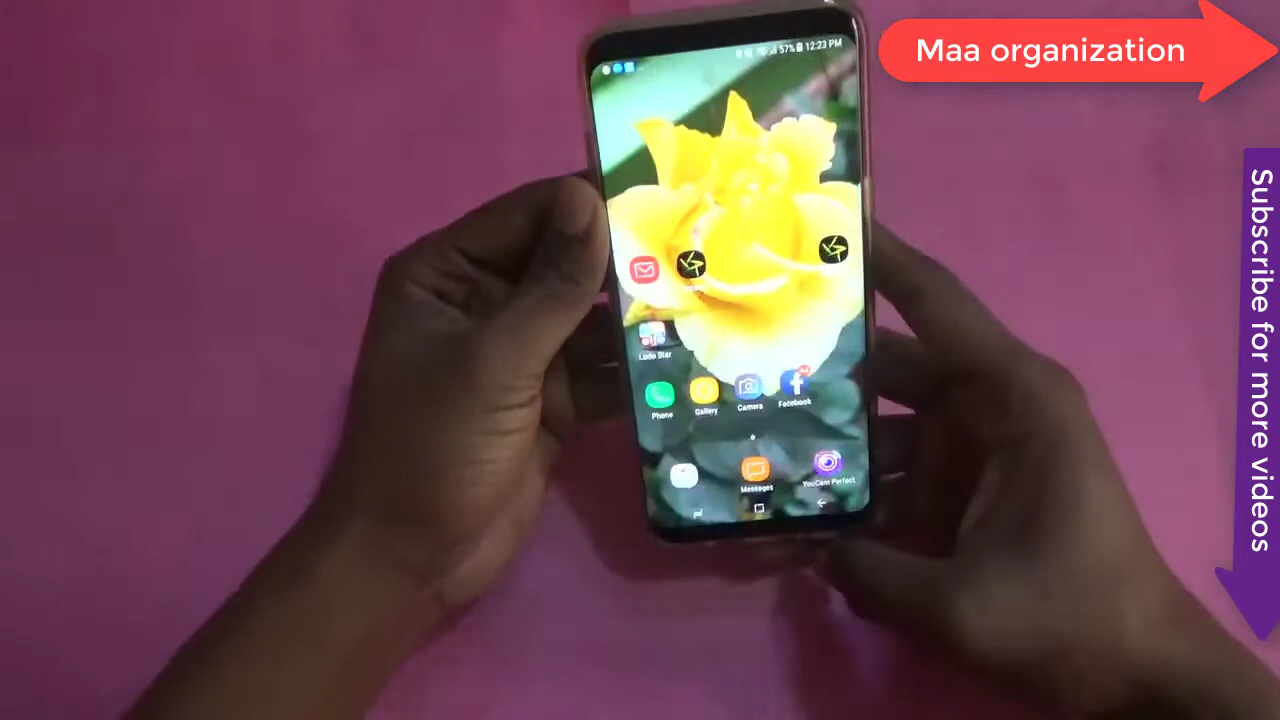 Maa organization
57% 12:23 PM
Ludo Star
Phone
Gallery
Camera
Facebook
Messages
YouCam Perfect
Subscribe for more videos